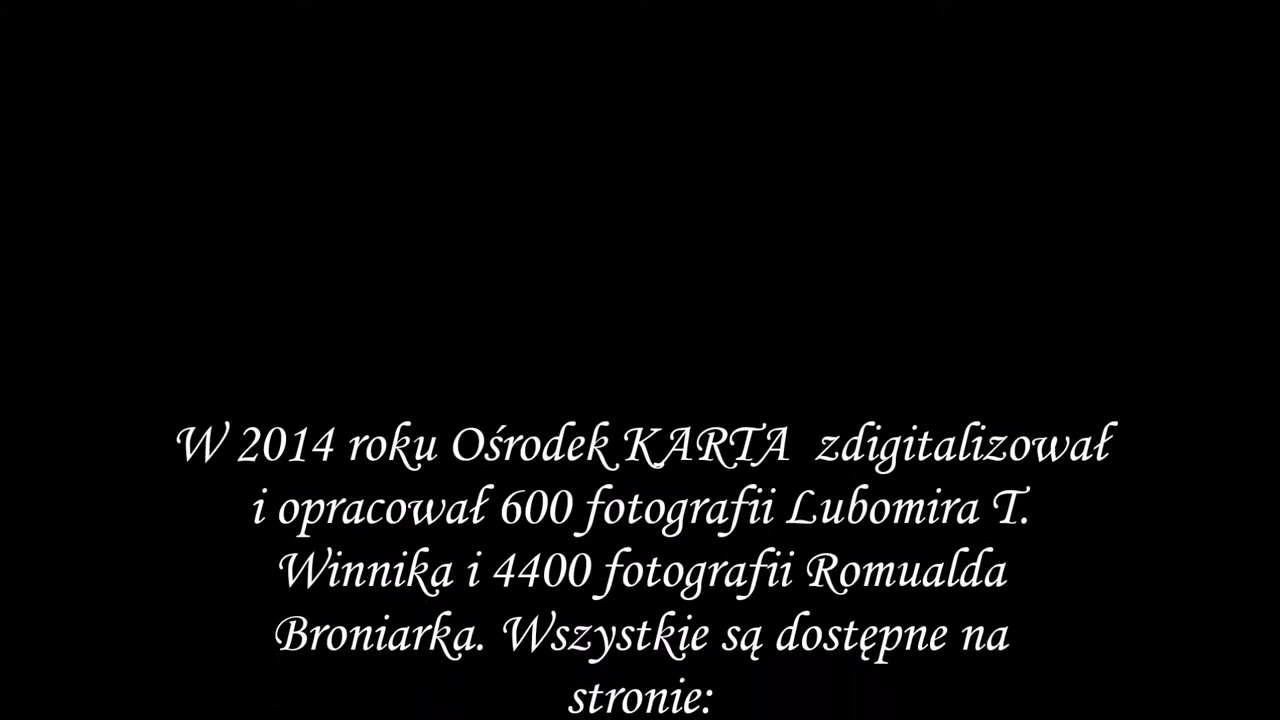 W 2014 roku Ośrodek KARTA zdigitalizował
i opracował 600 fotografii Lubomira T.
Winnika i 4400 fotografii Romualda
Broniarka. Wszystkie są dostępne na
stronie: